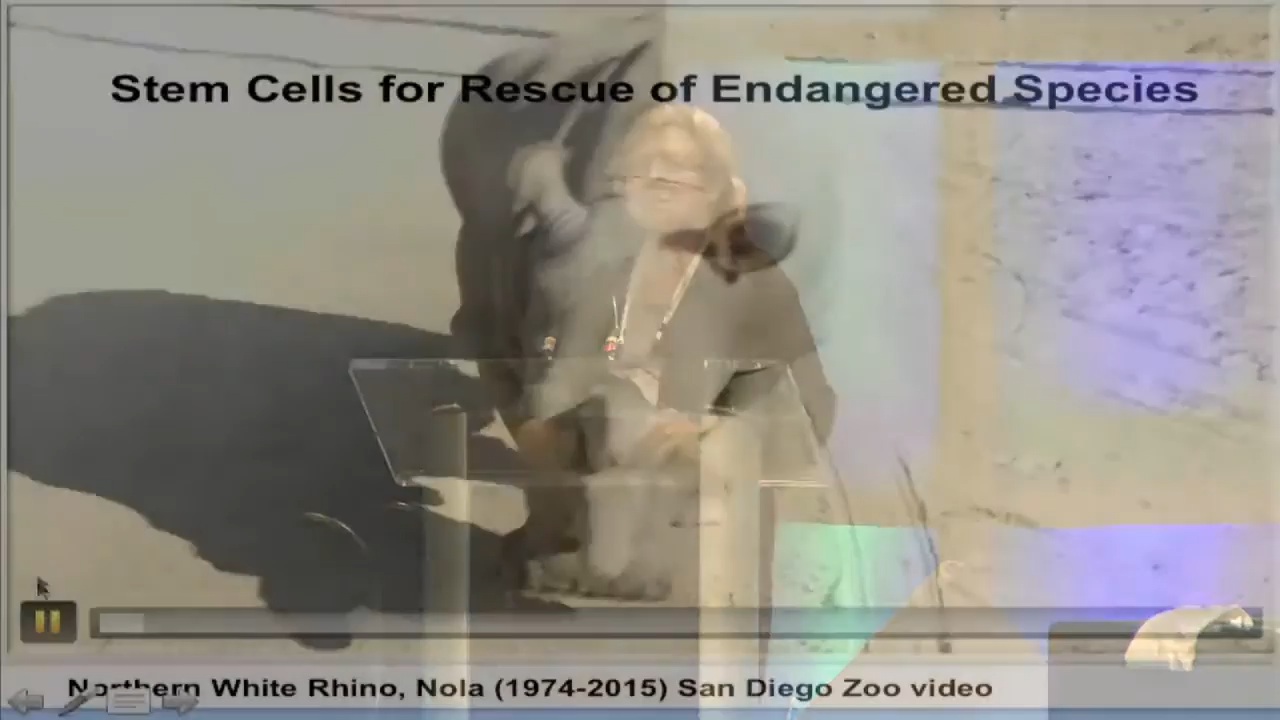 Stem Cells for Rescue of Endangered Species
Northern White Rhino, Nola (1974-2015) San Diego Zoo video